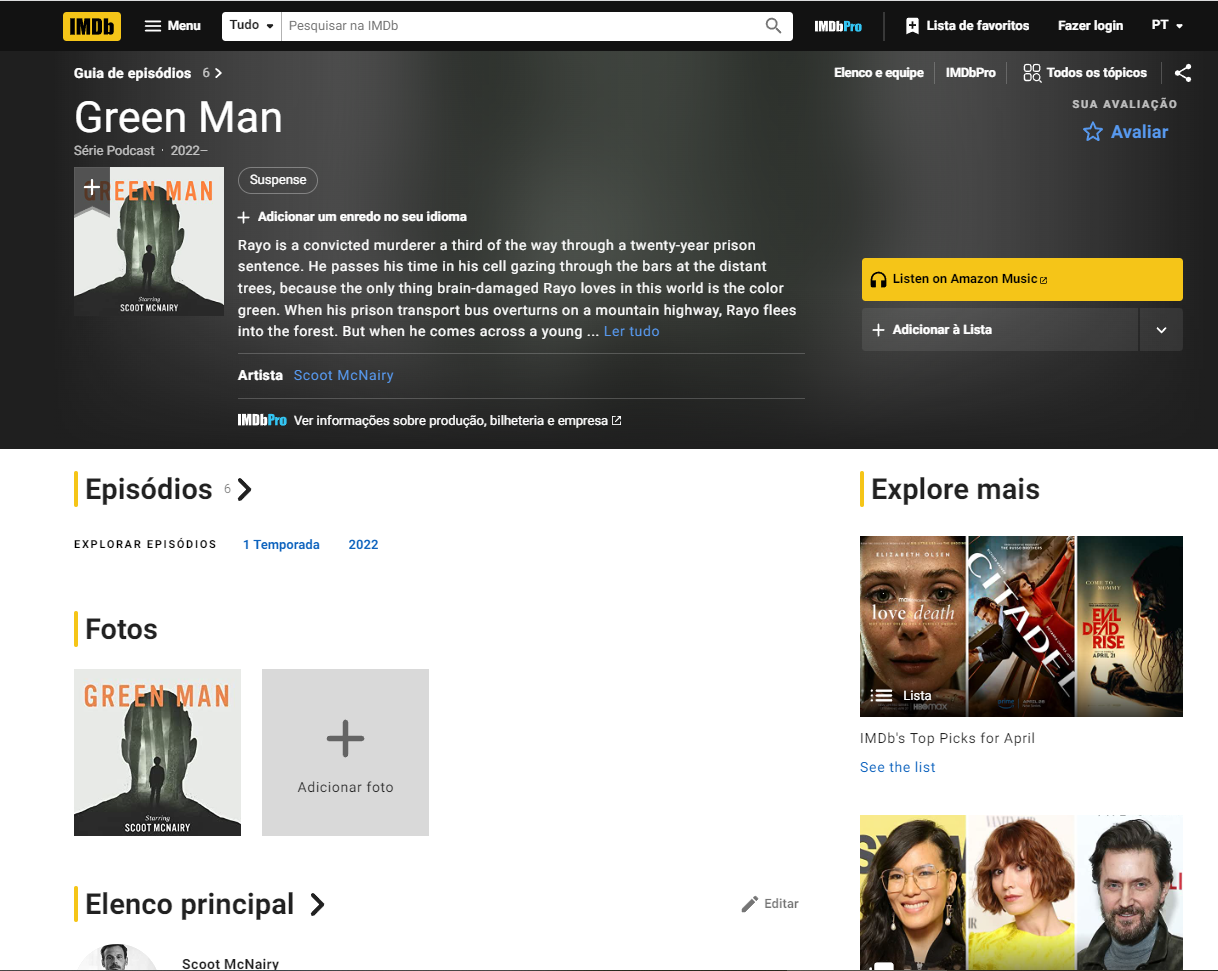 IMDb Menu Tudo Pesquisar na IMDb IMDbPro Lista de favoritos Fazer login PT
Guia de episódios 6 Elenco e equipe IMDbPro Todos os tópicos
Green Man
Série Podcast · 2022–
SUA AVALIAÇÃO
Avaliar
GREEN MAN
Starring
SCOOT MCNAIRY
Suspense
Adicionar um enredo no seu idioma
Rayo is a convicted murderer a third of the way through a twenty-year prison
sentence. He passes his time in his cell gazing through the bars at the distant
trees, because the only thing brain-damaged Rayo loves in this world is the color
green. When his prison transport bus overturns on a mountain highway, Rayo flees
into the forest. But when he comes across a young ... Ler tudo
Artista Scoot McNairy
IMDbPro Ver informações sobre produção, bilheteria e empresa
Listen on Amazon Music
Adicionar à Lista
Episódios 6
EXPLORAR EPISÓDIOS 1 Temporada 2022
Fotos
GREEN MAN
Starring
SCOOT MCNAIRY
Adicionar foto
Elenco principal Editar
Scoot McNairy
Explore mais
ELIZABETH OLSEN
love & death
HBOmax
THE RUSSO BROTHERS
CITADEL
COME TO
MOMMY
EVIL
DEAD
RISE
APRIL 21
Lista
IMDb's Top Picks for April
See the list